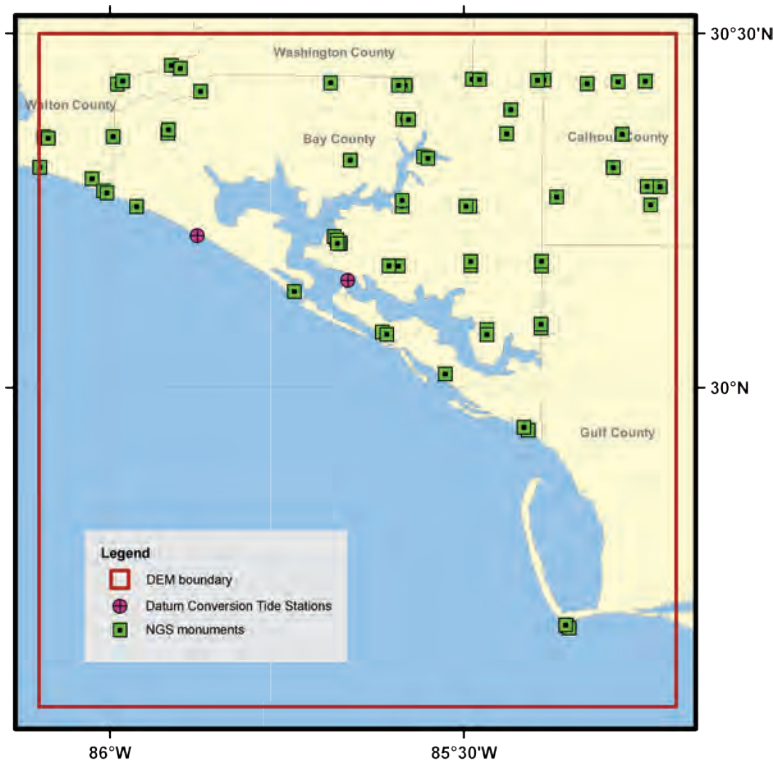 30°30'N
Washington County
Walton County
Bay County
Calhoun County
30°N
Gulf County
Legend
DEM boundary
Datum Conversion Tide Stations
NGS monuments
86°W
85°30'W